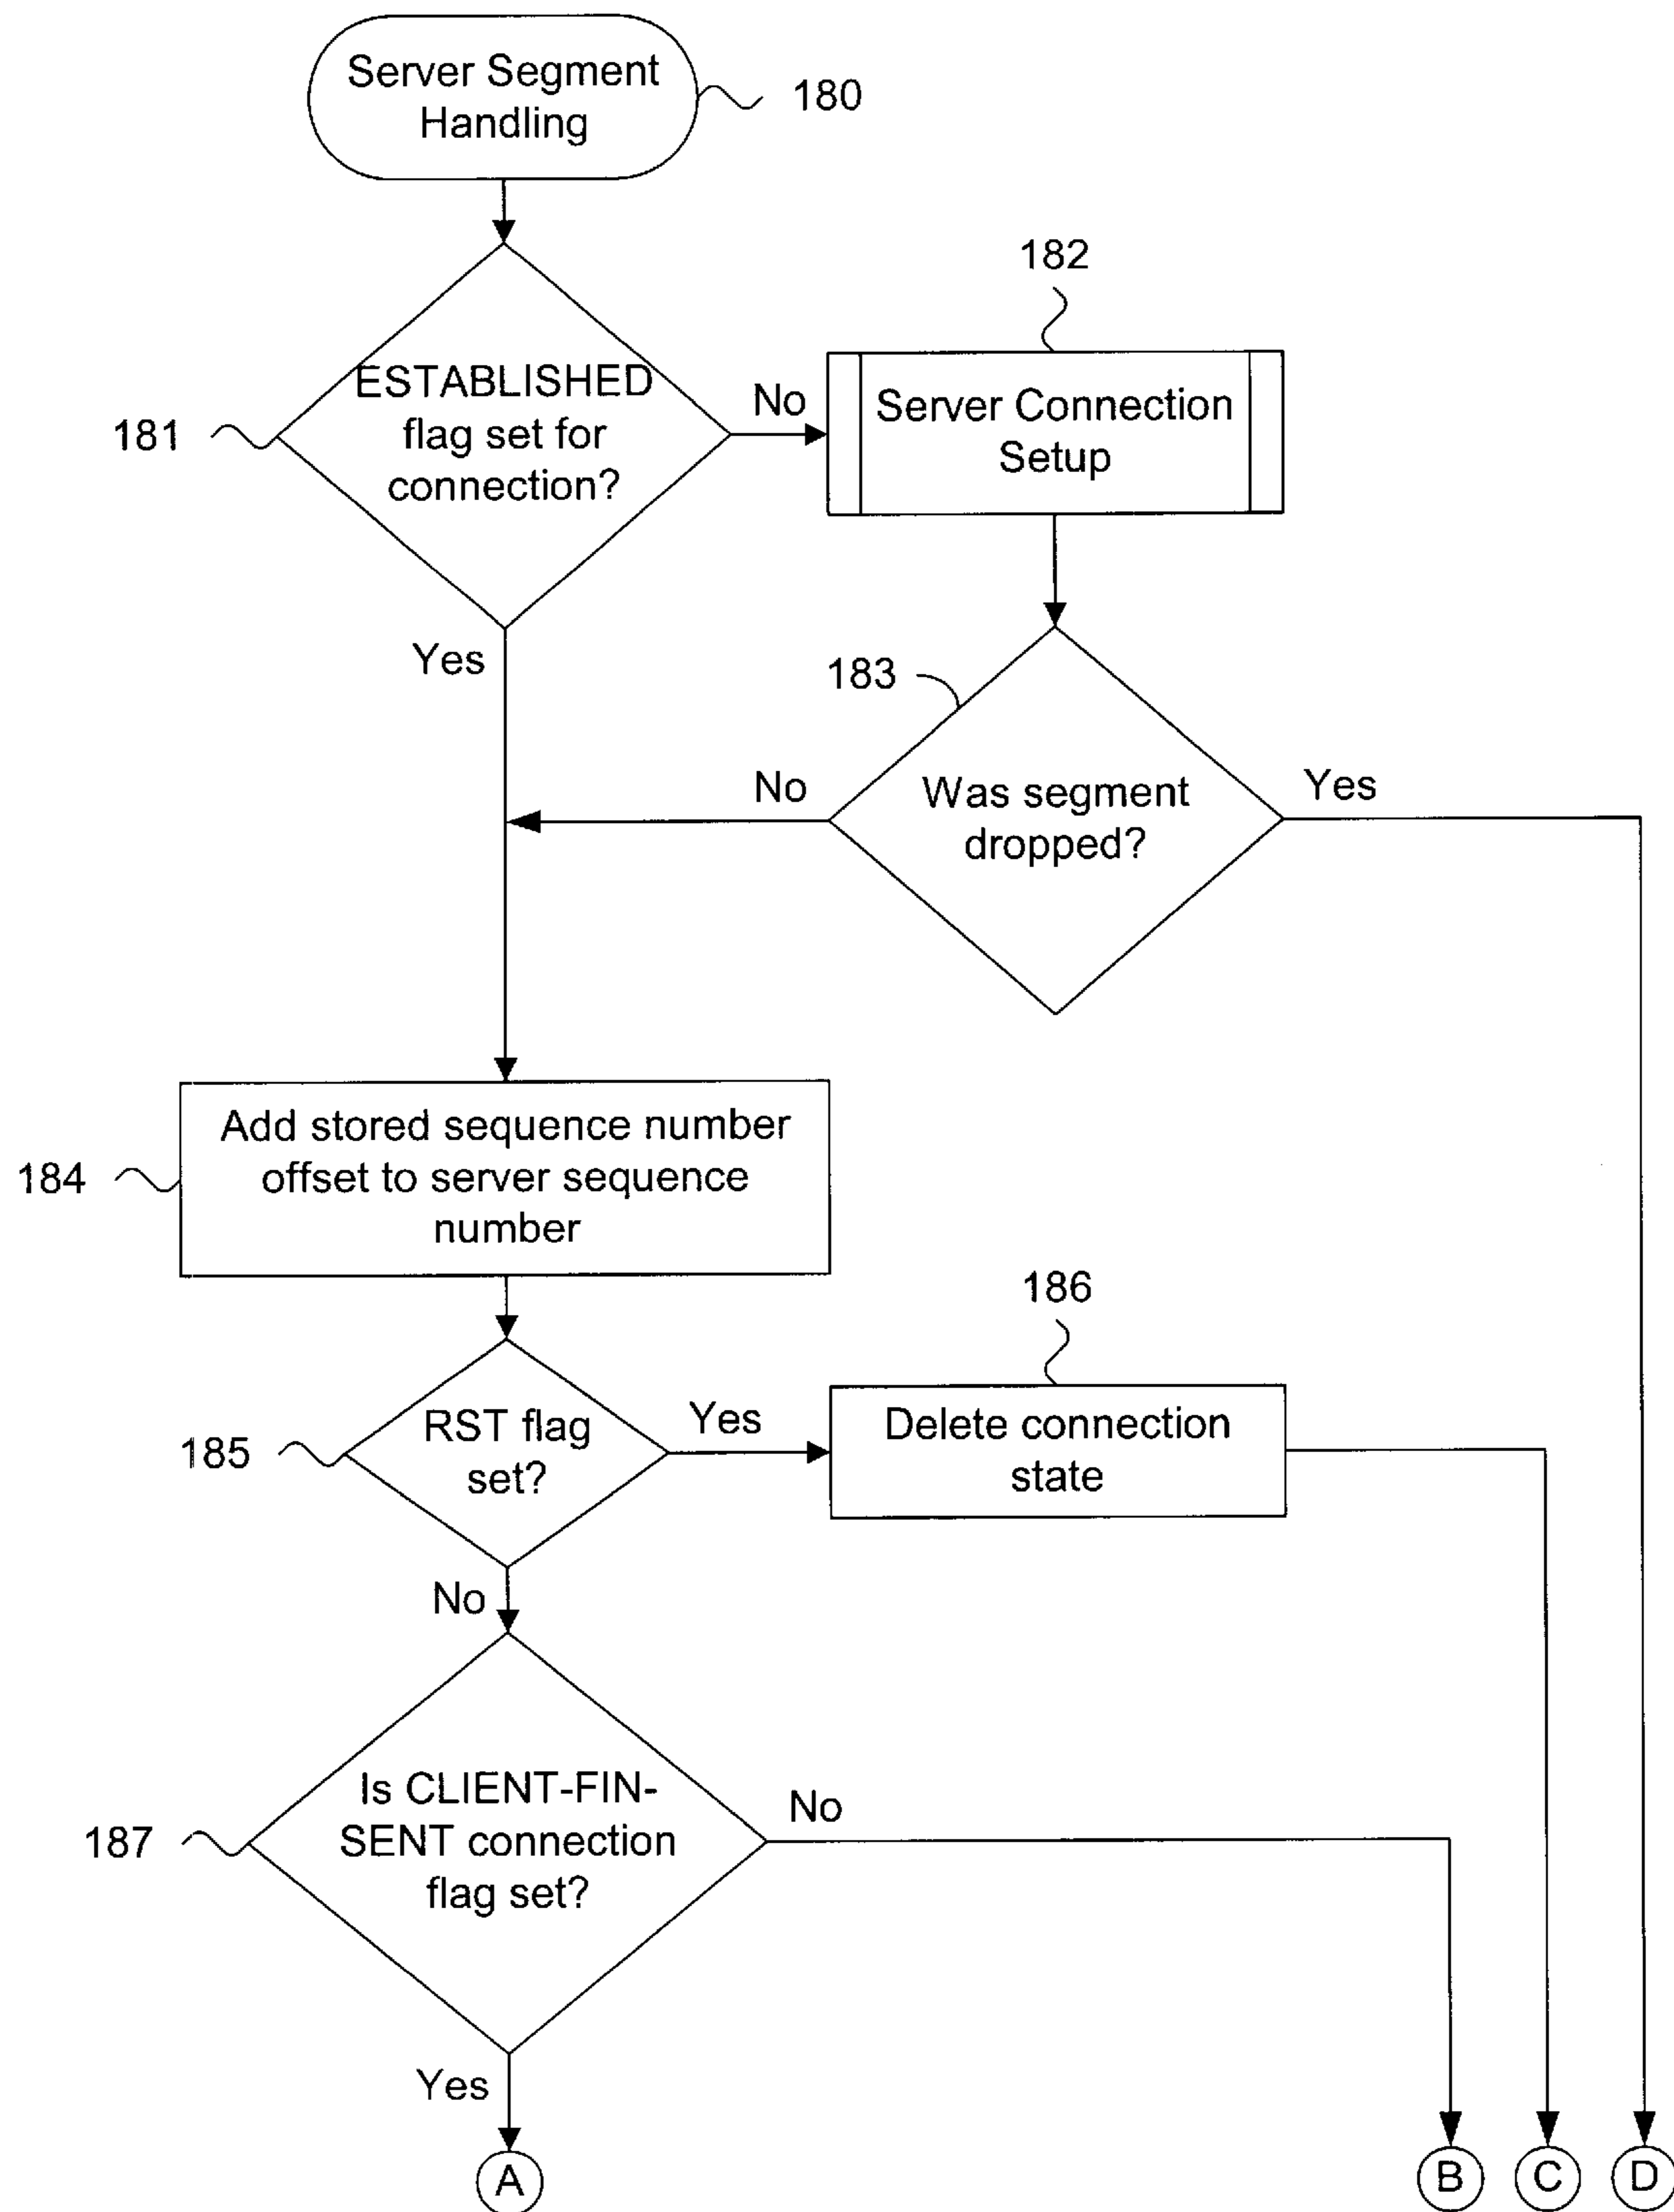 Server Segment
Handling
180
182
ESTABLISHED
flag set for
connection?
181
No
Server Connection
Setup
Yes
183
No
Was segment
dropped?
Yes
Add stored sequence number
offset to server sequence
number
184
186
RST flag
set?
185
Yes
Delete connection
state
No
Is CLIENT-FIN-
SENT connection
flag set?
187
No
Yes
A
B
C
D